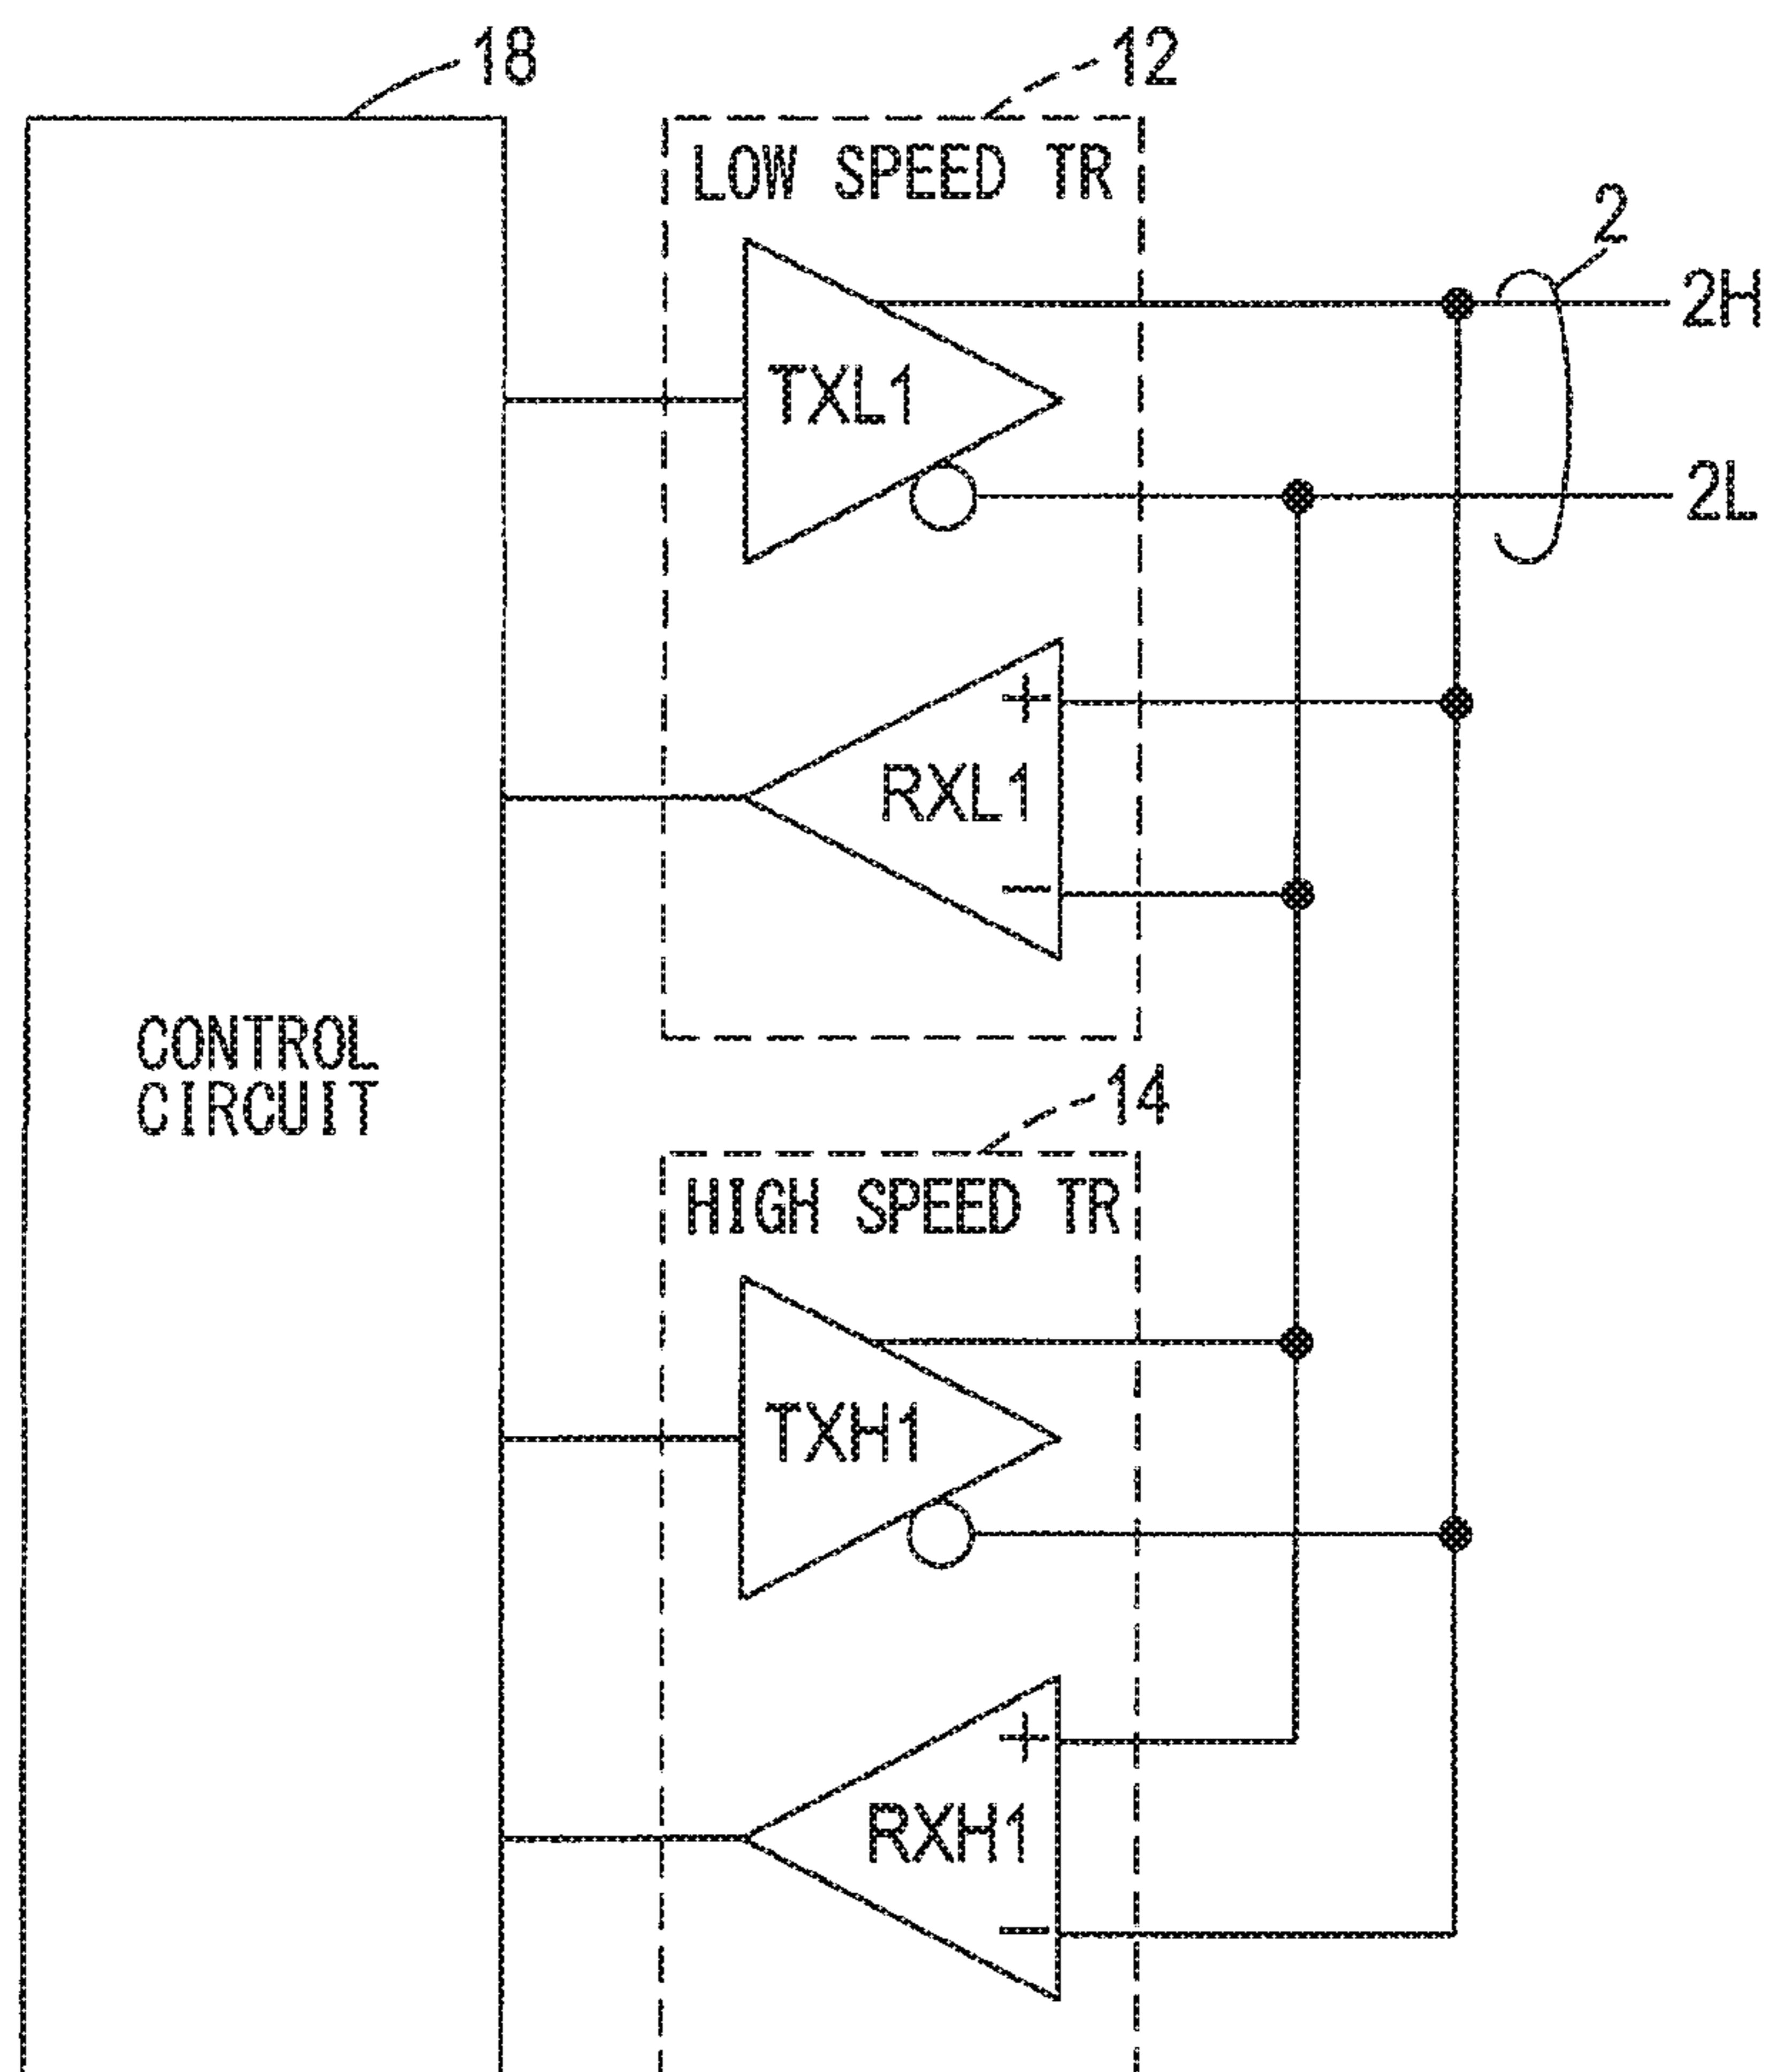 18
12
LOW SPEED TR
2
2H
TXL1
2L
+
RXL1
−
CONTROL
CIRCUIT
14
HIGH SPEED TR
TXH1
+
RXH1
−